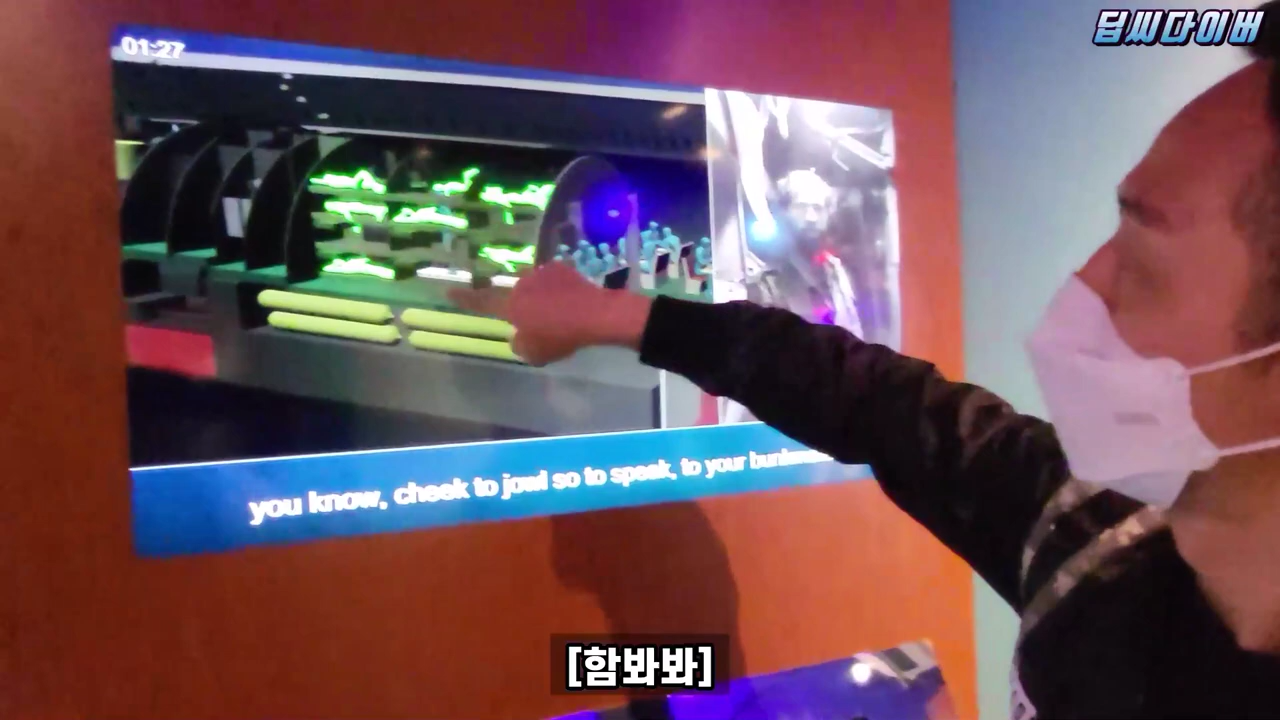 01:27
딥씨다이버
you know, cheek to jowl so to speak, to your
[함봐봐]